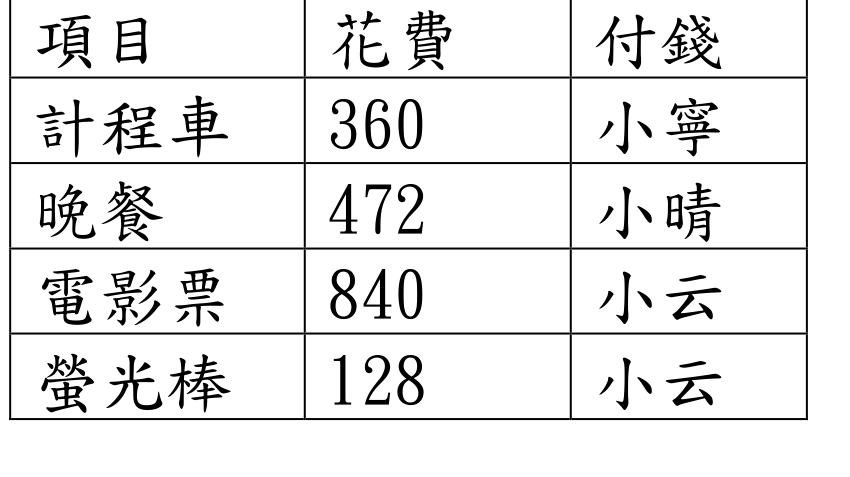 項目 花費 付錢
計程車 360 小寧
晚餐 472 小晴
電影票 840 小云
螢光棒 128 小云